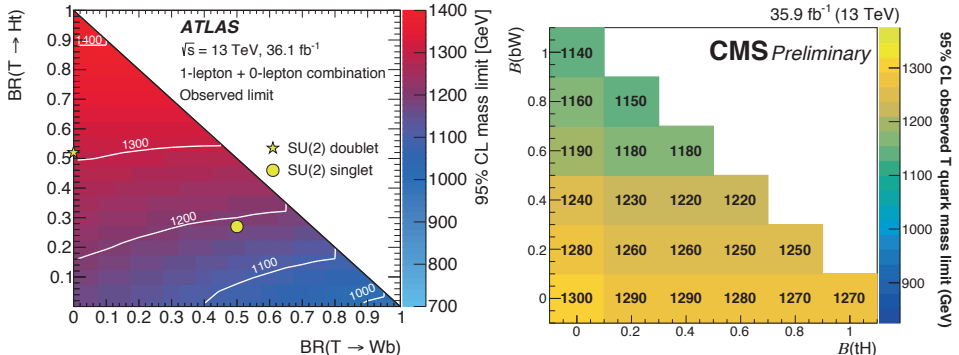 ATLAS
√s = 13 TeV, 36.1 fb⁻¹
1-lepton + 0-lepton combination
Observed limit
SU(2) doublet
SU(2) singlet
1400
1300
1200
1100
1000
BR(T → Ht)
1
0.9
0.8
0.7
0.6
0.5
0.4
0.3
0.2
0.1
0 0.1 0.2 0.3 0.4 0.5 0.6 0.7 0.8 0.9 1
BR(T → Wb)
1400
1300
1200
1100
1000
900
800
700
95% CL mass limit [GeV]
35.9 fb⁻¹ (13 TeV)
CMS Preliminary
B(bW)
1 1140
0.8 1160 1150
0.6 1190 1180 1180
0.4 1240 1230 1220 1220
0.2 1280 1260 1260 1250 1250
0 1300 1290 1290 1280 1270 1270
0 0.2 0.4 0.6 0.8 1
B(tH)
1300
1200
1100
1000
900
95% CL observed T quark mass limit (GeV)